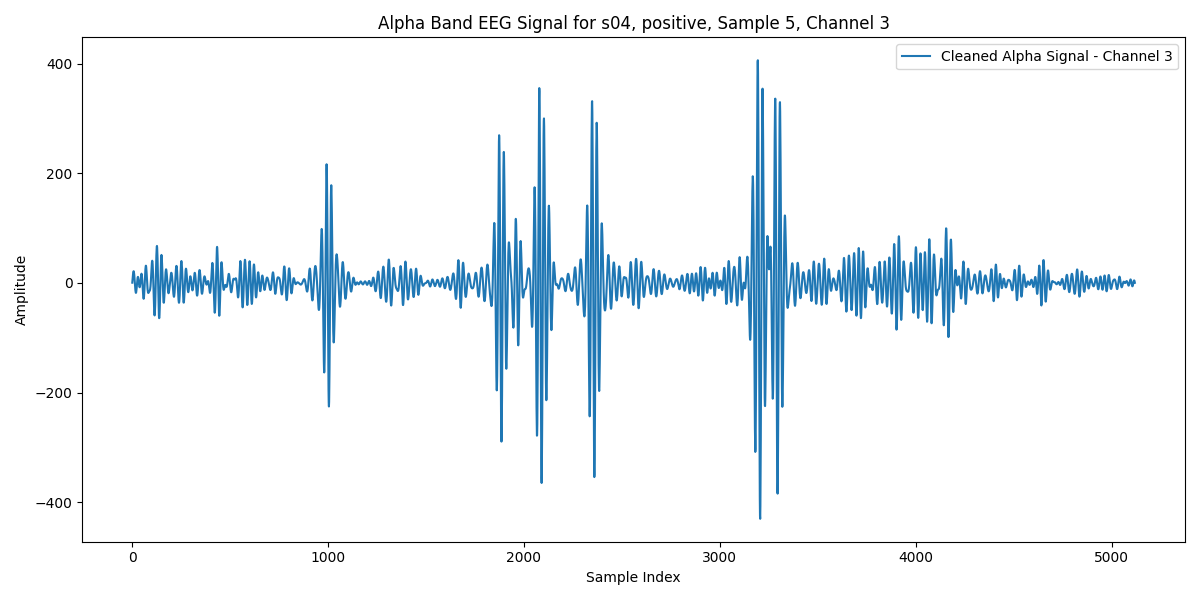 Alpha Band EEG Signal for s04, positive, Sample 5, Channel 3
Cleaned Alpha Signal - Channel 3
Amplitude
400
200
0
−200
−400
0 1000 2000 3000 4000 5000
Sample Index